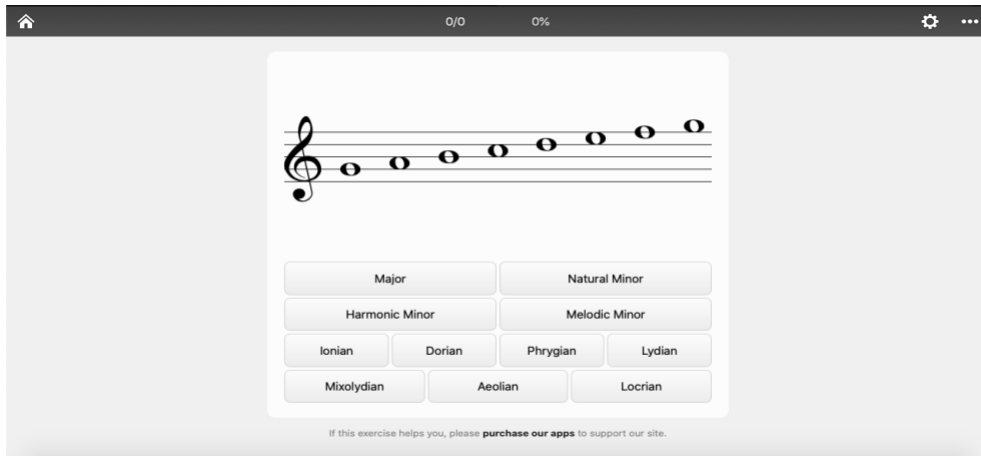 0/0 0%
Major Natural Minor
Harmonic Minor Melodic Minor
Ionian Dorian Phrygian Lydian
Mixolydian Aeolian Locrian
If this exercise helps you, please purchase our apps to support our site.